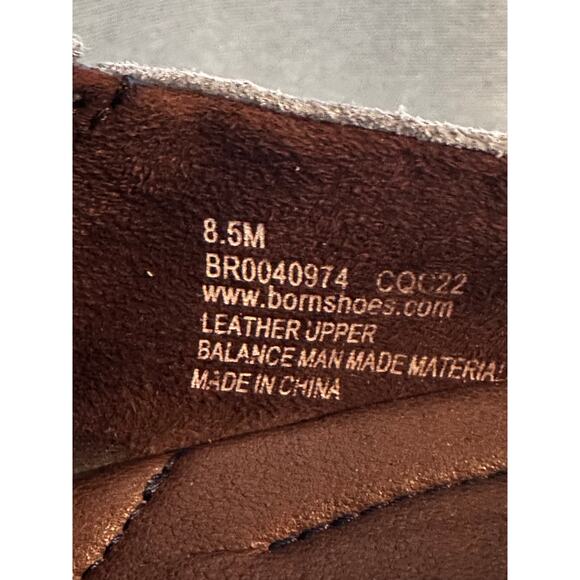 8.5M
BR0040974 CQC22
www.bornshoes.com
LEATHER UPPER
BALANCE MAN MADE MATERIAL
MADE IN CHINA